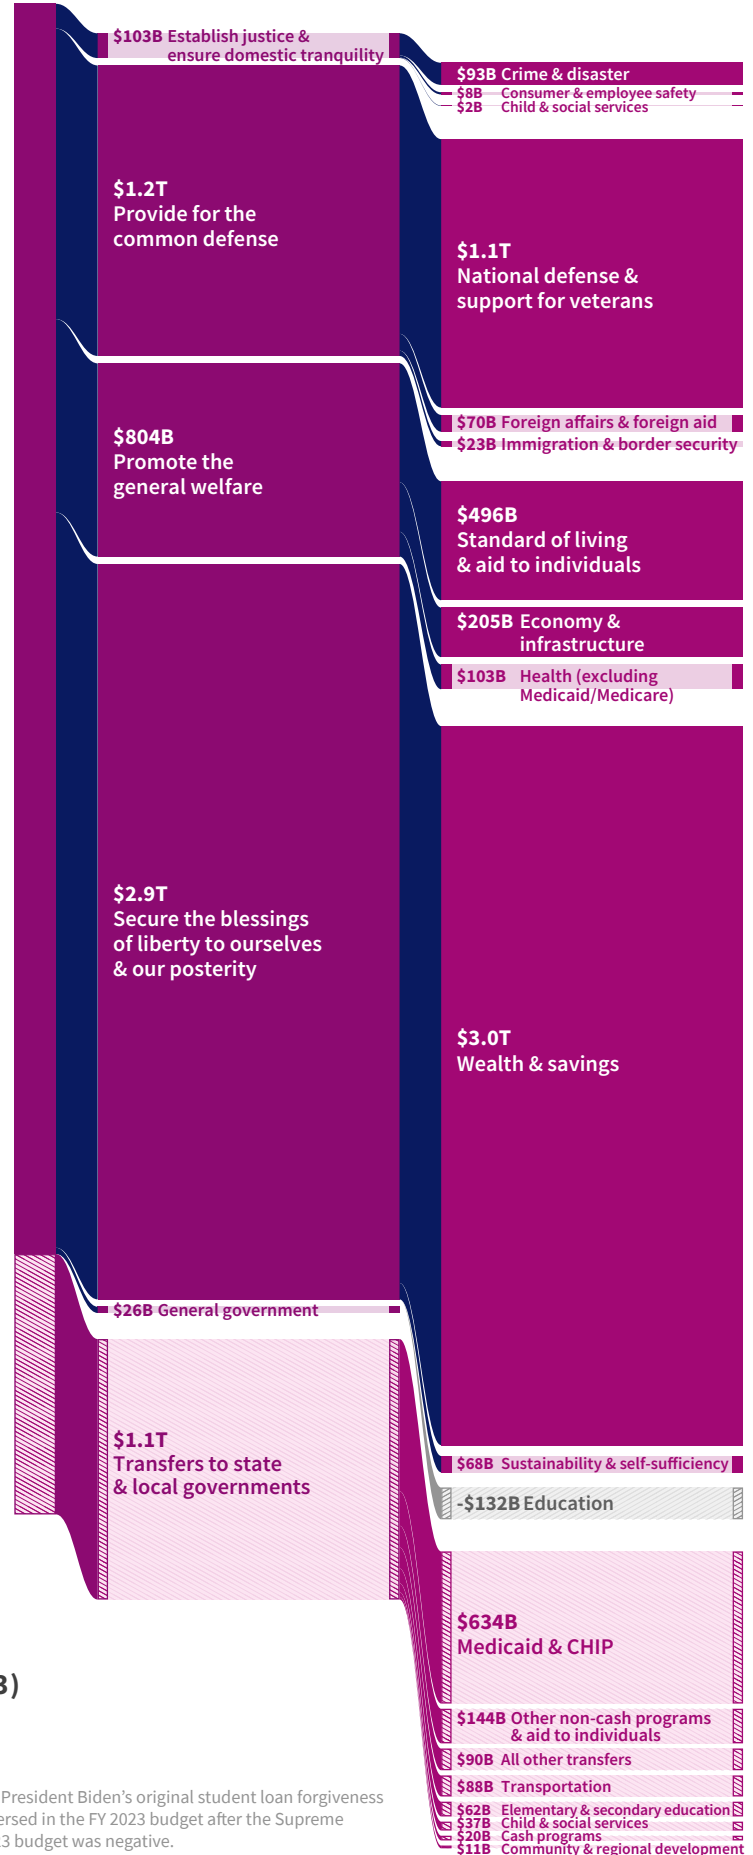 $103B Establish justice &
ensure domestic tranquility
$1.2T
Provide for the
common defense
$804B
Promote the
general welfare
$2.9T
Secure the blessings
of liberty to ourselves
& our posterity
$26B General government
$1.1T
Transfers to state
& local governments
$93B Crime & disaster
$8B Consumer & employee safety
$2B Child & social services
$1.1T
National defense &
support for veterans
$70B Foreign affairs & foreign aid
$23B Immigration & border security
$496B
Standard of living
& aid to individuals
$205B Economy &
infrastructure
$103B Health (excluding
Medicaid/Medicare)
$3.0T
Wealth & savings
$68B Sustainability & self-sufficiency
-$132B Education
$634B
Medicaid & CHIP
$144B Other non-cash programs
& aid to individuals
$90B All other transfers
$88B Transportation
$62B Elementary & secondary education
$37B Child & social services
$20B Cash programs
$11B Community & regional development
)
President Biden's original student loan forgiveness
ersed in the FY 2023 budget after the Supreme
3 budget was negative.